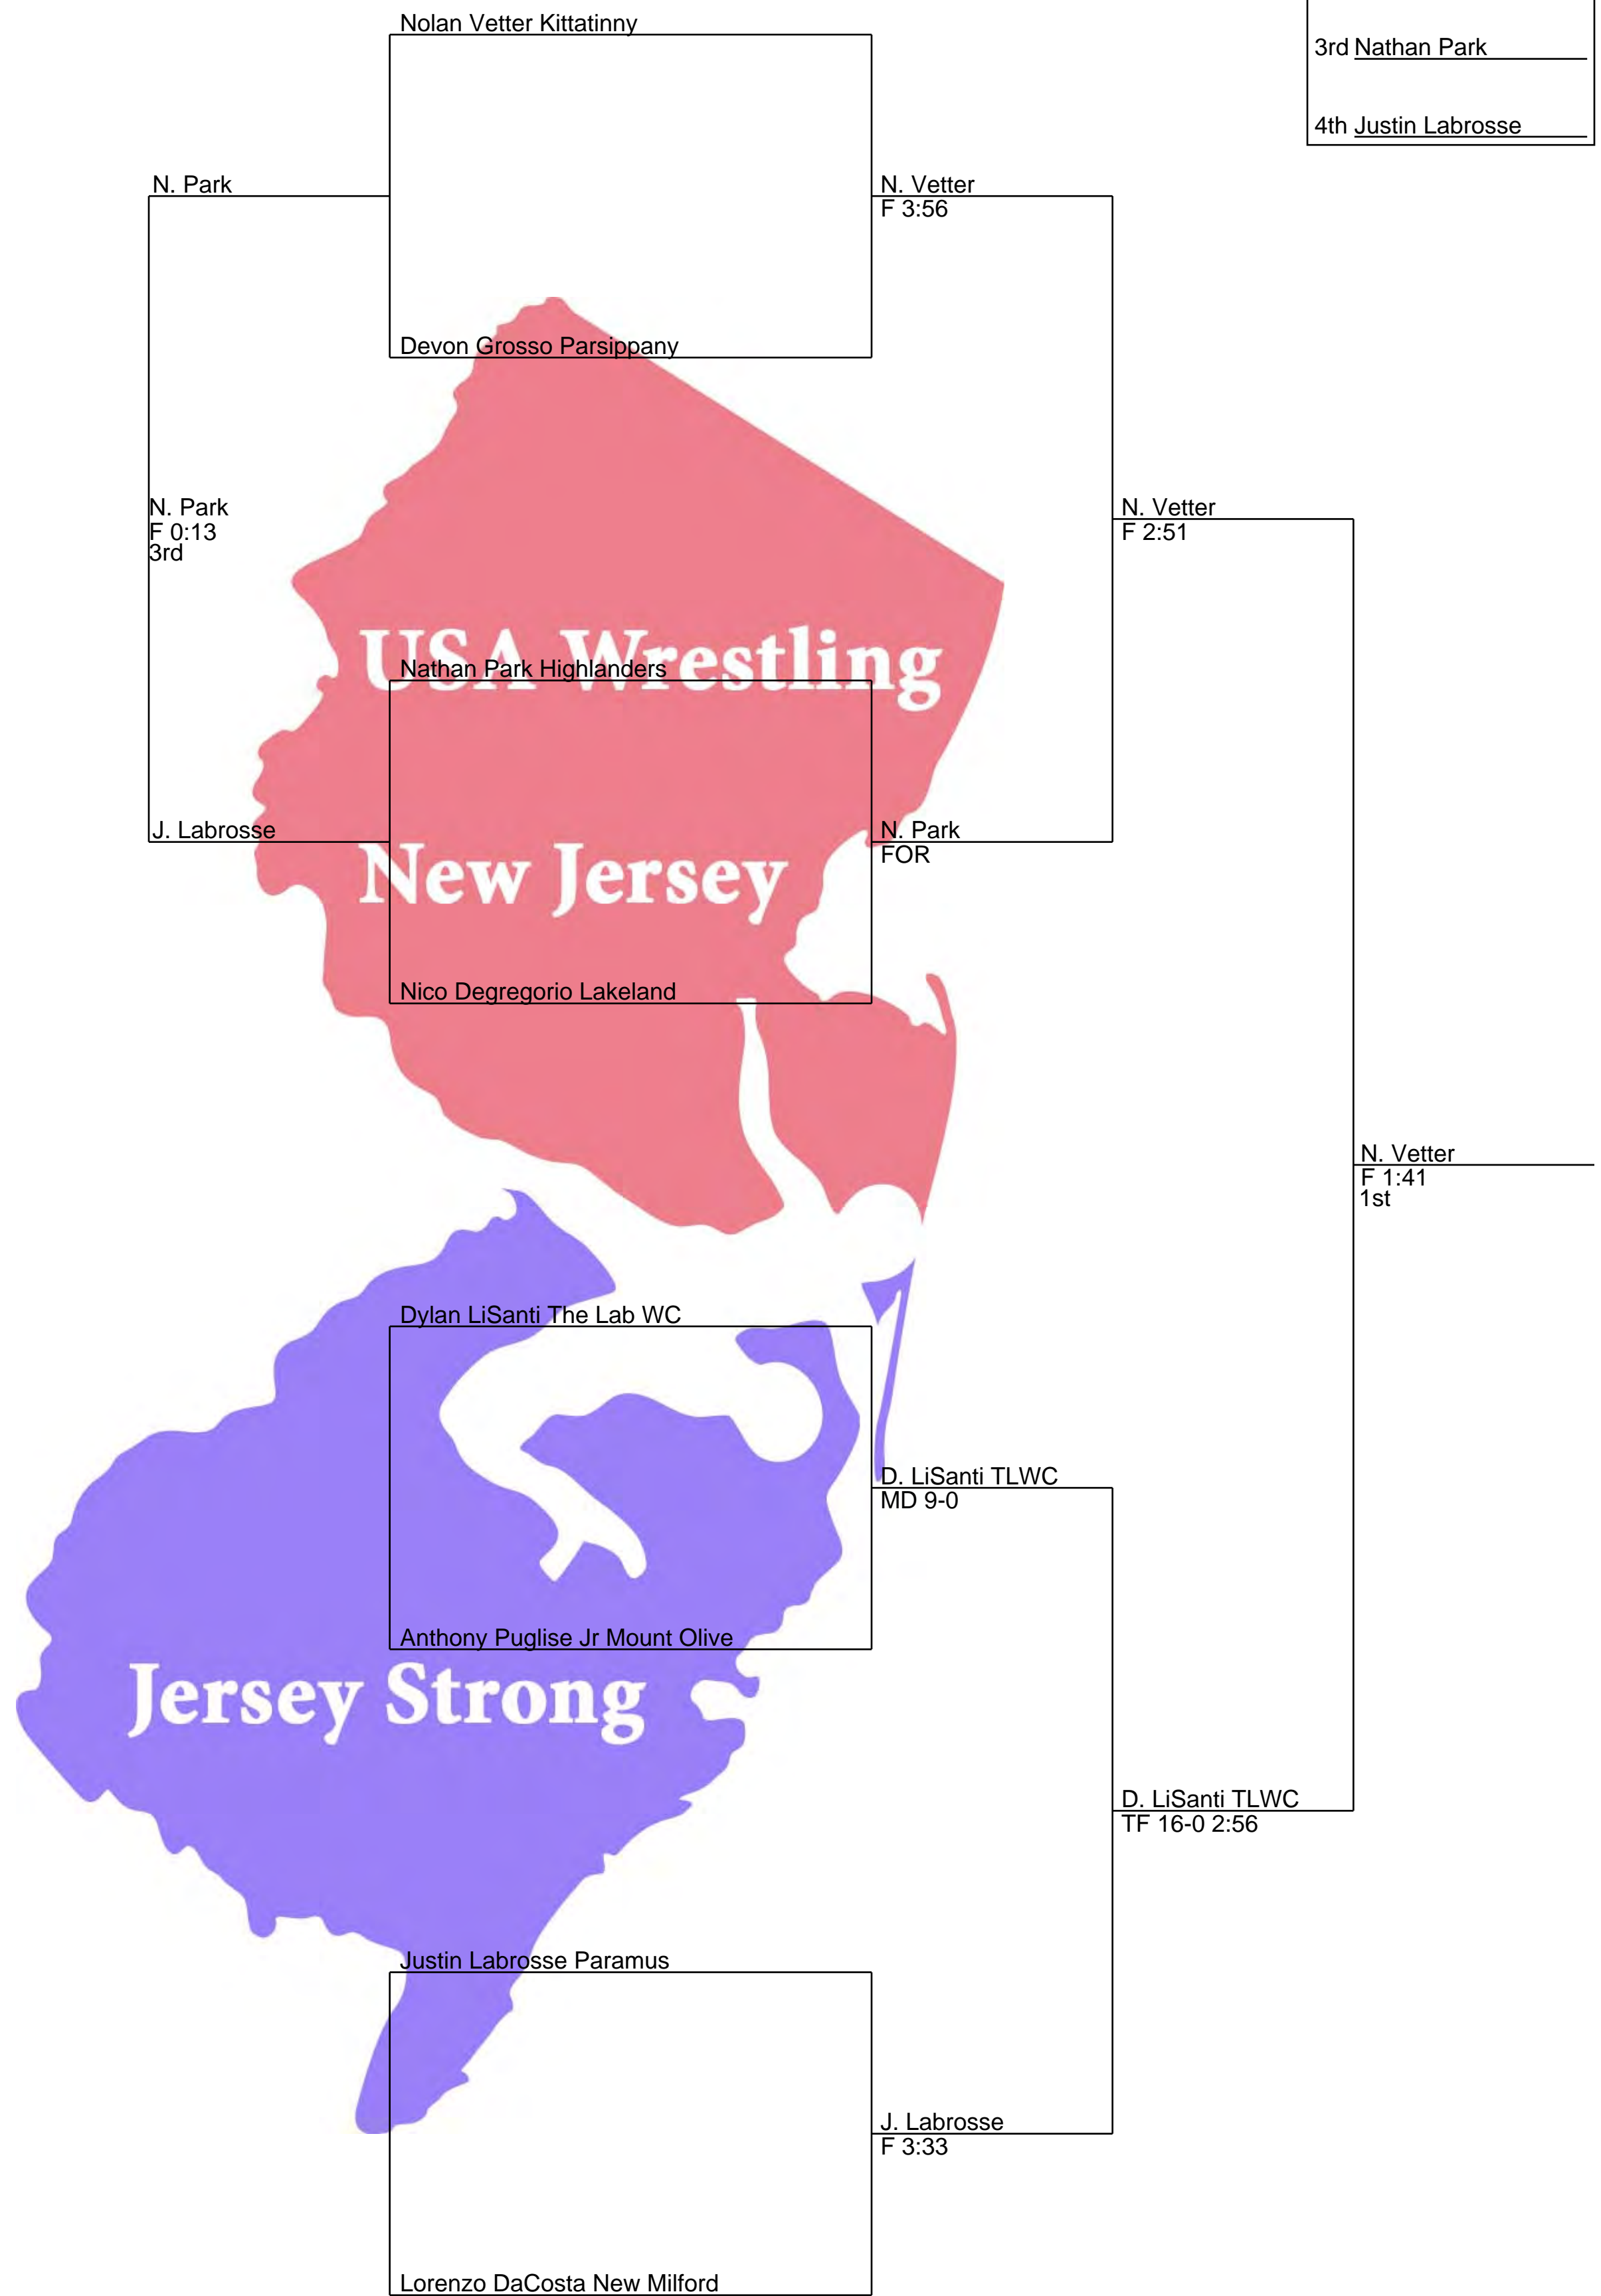 Nolan Vetter Kittatinny
3rd Nathan Park
4th Justin Labrosse
N. Park
N. Vetter
F 3:56
Devon Grosso Parsippany
N. Park
F 0:13
3rd
N. Vetter
F 2:51
USA Wrestling
Nathan Park Highlanders
J. Labrosse
N. Park
FOR
New Jersey
Nico Degregorio Lakeland
N. Vetter
F 1:41
1st
Dylan LiSanti The Lab WC
D. LiSanti TLWC
MD 9-0
Anthony Puglise Jr Mount Olive
Jersey Strong
D. LiSanti TLWC
TF 16-0 2:56
Justin Labrosse Paramus
J. Labrosse
F 3:33
Lorenzo DaCosta New Milford